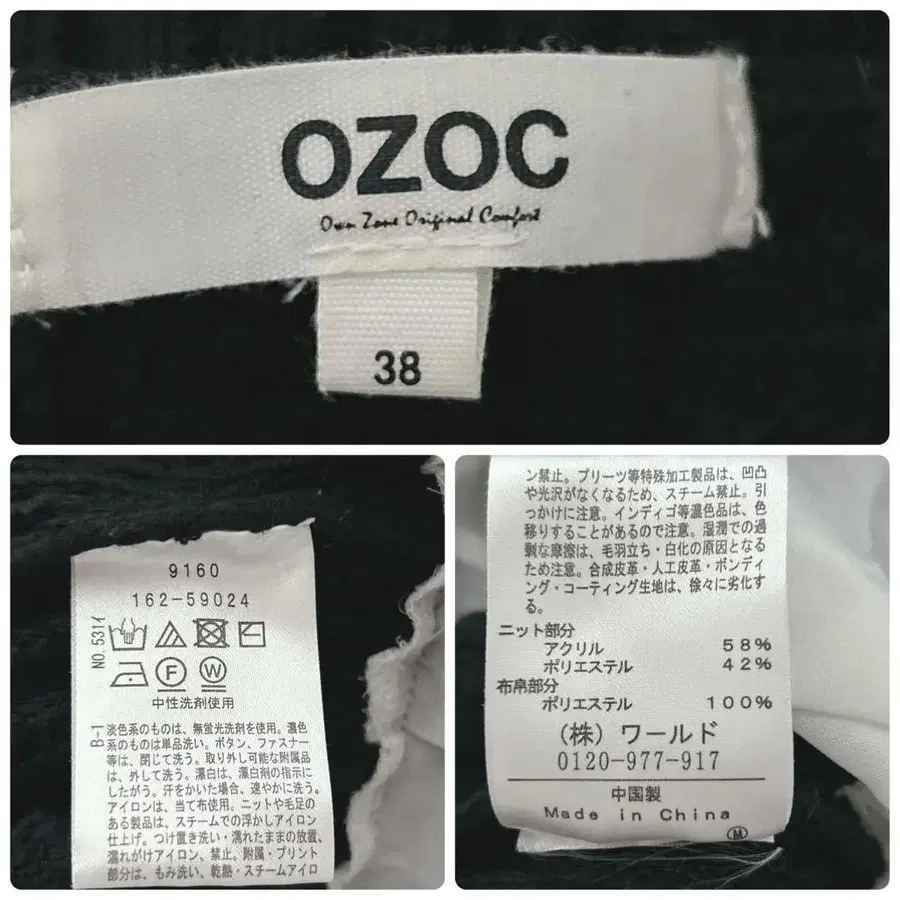 OZOC
Own Zone Original Comfort
38
9160
162-59024
NO. 5314
F
W
中性洗剤使用
B-1
淡色系のものは、無蛍光洗剤を使用。濃色
系のものは単品洗い。ボタン、ファスナー
等は、閉じて洗う。取り外し可能な附属品
は、外して洗う。漂白は、漂白剤の指示に
したがう。汗をかいた場合、速やかに洗う。
アイロンは、当て布使用。ニットや毛足の
ある製品は、スチームでの浮かしアイロン
仕上げ。つけ置き洗い・濡れたままの放置、
濡れがけアイロン、禁止。附属・プリント
部分は、もみ洗い、乾熱・スチームアイロ
ン禁止。プリーツ等特殊加工製品は、凹凸
や光沢がなくなるため、スチーム禁止。引
っかけに注意。インディゴ等濃色品は、色
移りすることがあるので注意。湿潤での過
剰な摩擦は、毛羽立ち・白化の原因となる
ため注意。合成皮革・人工皮革・ボンディ
ング・コーティング生地は、徐々に劣化す
る。
ニット部分
アクリル 58%
ポリエステル 42%
布帛部分
ポリエステル 100%
(株) ワールド
0120-977-917
中国製
Made in China
M